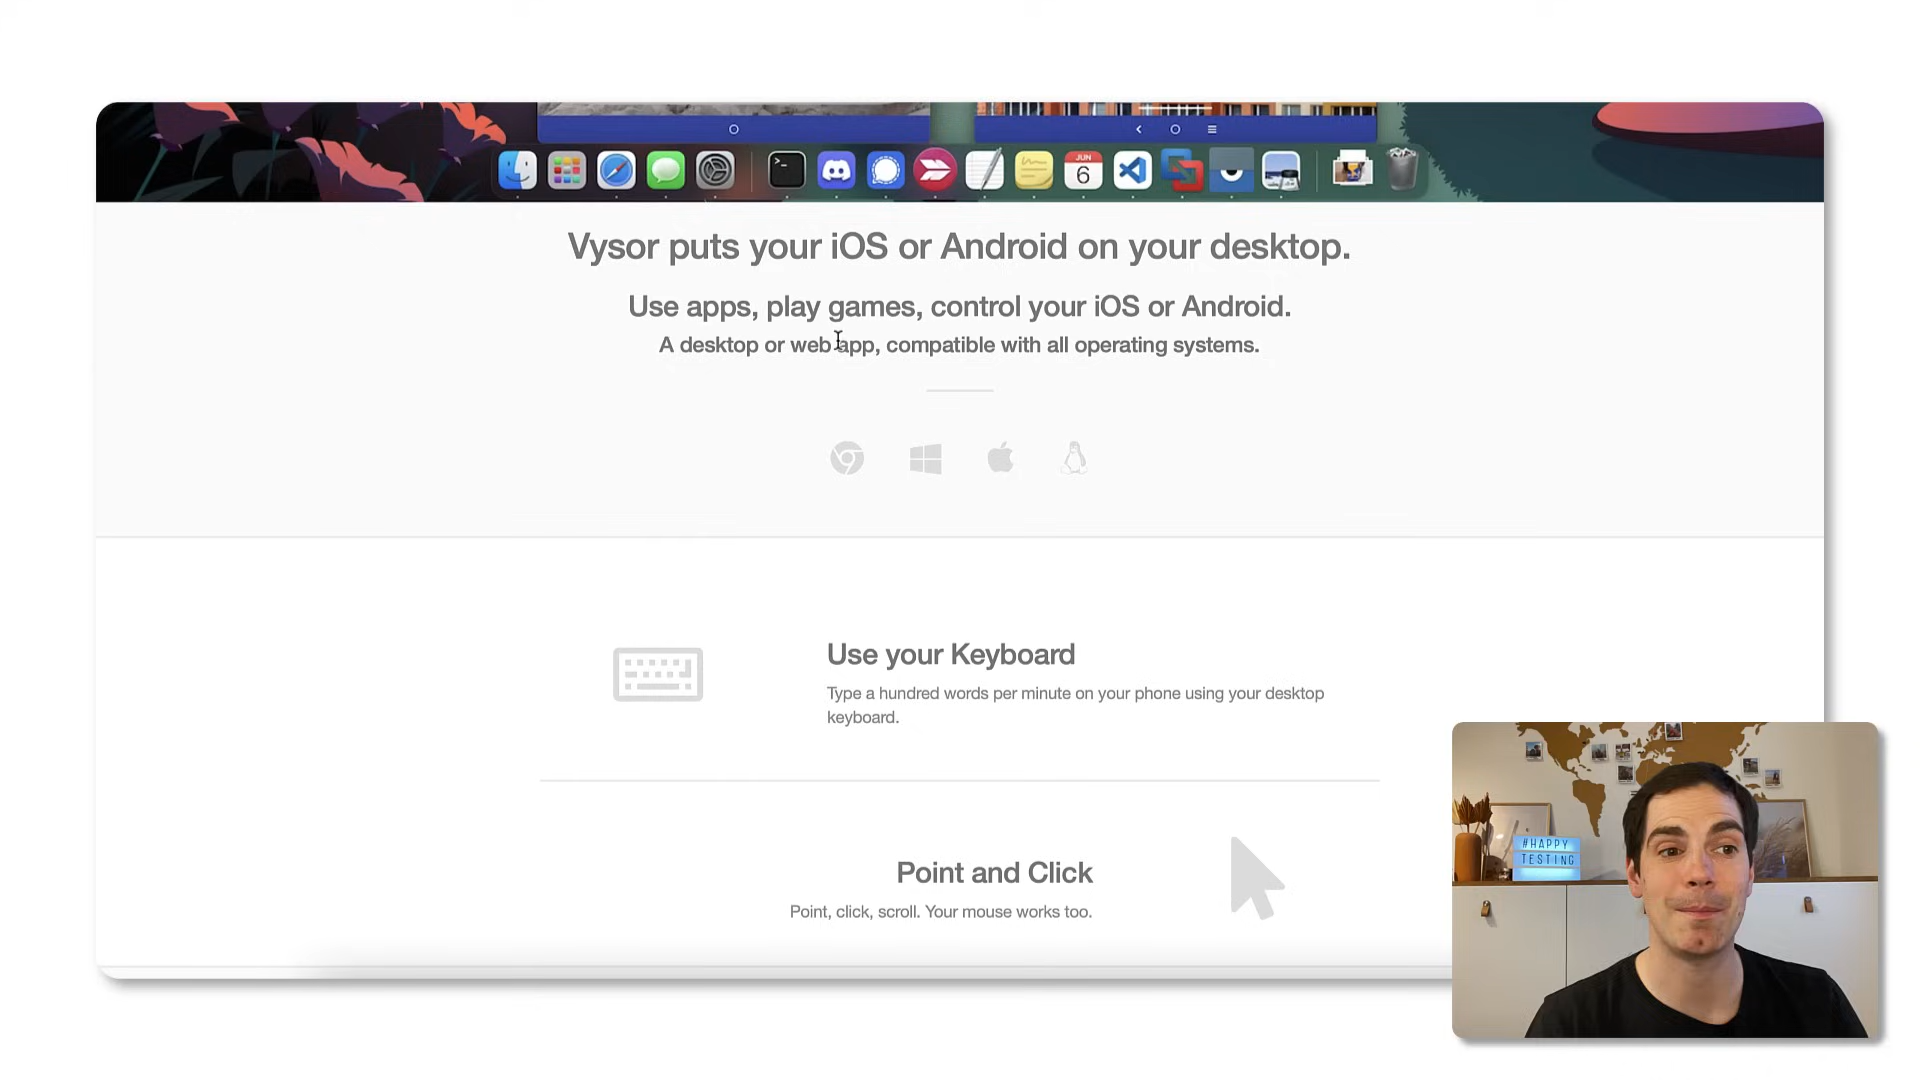 JUN
6
Vysor puts your iOS or Android on your desktop.
Use apps, play games, control your iOS or Android.
A desktop or web app, compatible with all operating systems.
Use your Keyboard
Type a hundred words per minute on your phone using your desktop
keyboard.
Point and Click
Point, click, scroll. Your mouse works too.
#HAPPY
TESTING